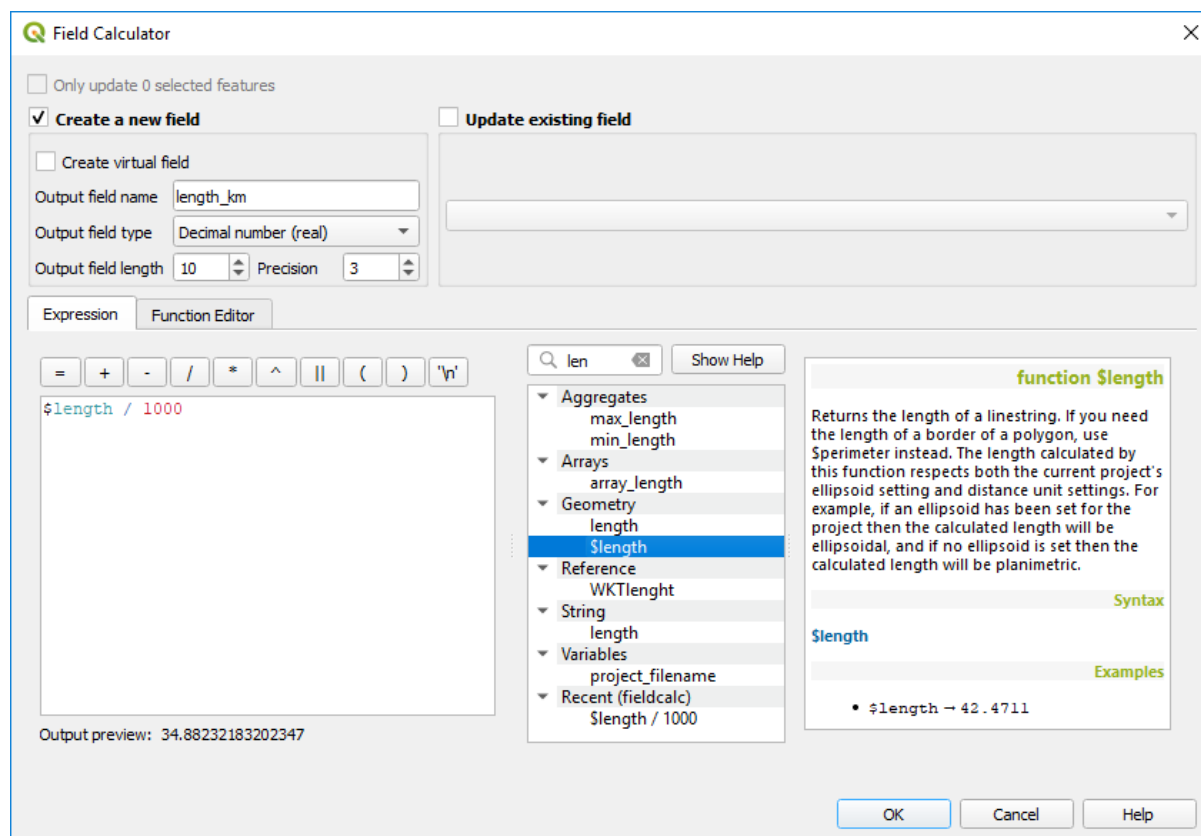 Field Calculator
Only update 0 selected features
Create a new field
Update existing field
Create virtual field
Output field name length_km
Output field type Decimal number (real)
Output field length 10 Precision 3
Expression Function Editor
= + - / * ^ || ( ) '\n'
$length / 1000
Output preview: 34.88232183202347
len Show Help
Aggregates
max_length
min_length
Arrays
array_length
Geometry
length
$length
Reference
WKTlenght
String
length
Variables
project_filename
Recent (fieldcalc)
$length / 1000
function $length
Returns the length of a linestring. If you need
the length of a border of a polygon, use
$perimeter instead. The length calculated by
this function respects both the current project's
ellipsoid setting and distance unit settings. For
example, if an ellipsoid has been set for the
project then the calculated length will be
ellipsoidal, and if no ellipsoid is set then the
calculated length will be planimetric.
Syntax
$length
Examples
• $length → 42.4711
OK Cancel Help